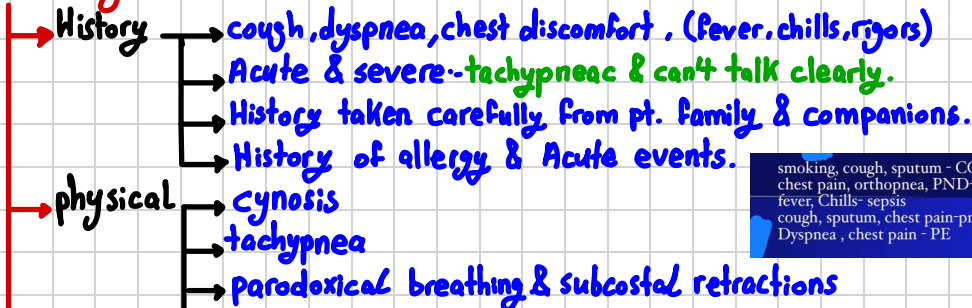 History
cough, dyspnea, chest discomfort, (fever, chills, rigors)
Acute & severe:-tachypneac & can't talk clearly.
History taken carefully from pt. family & companions.
History of allergy & Acute events.
smoking, cough, sputum - CO
chest pain, orthopnea, PND-
fever, Chills- sepsis
cough, sputum, chest pain-pn
Dyspnea , chest pain - PE
physical
cynosis
tachypnea
parodoxical breathing & subcostal retractions